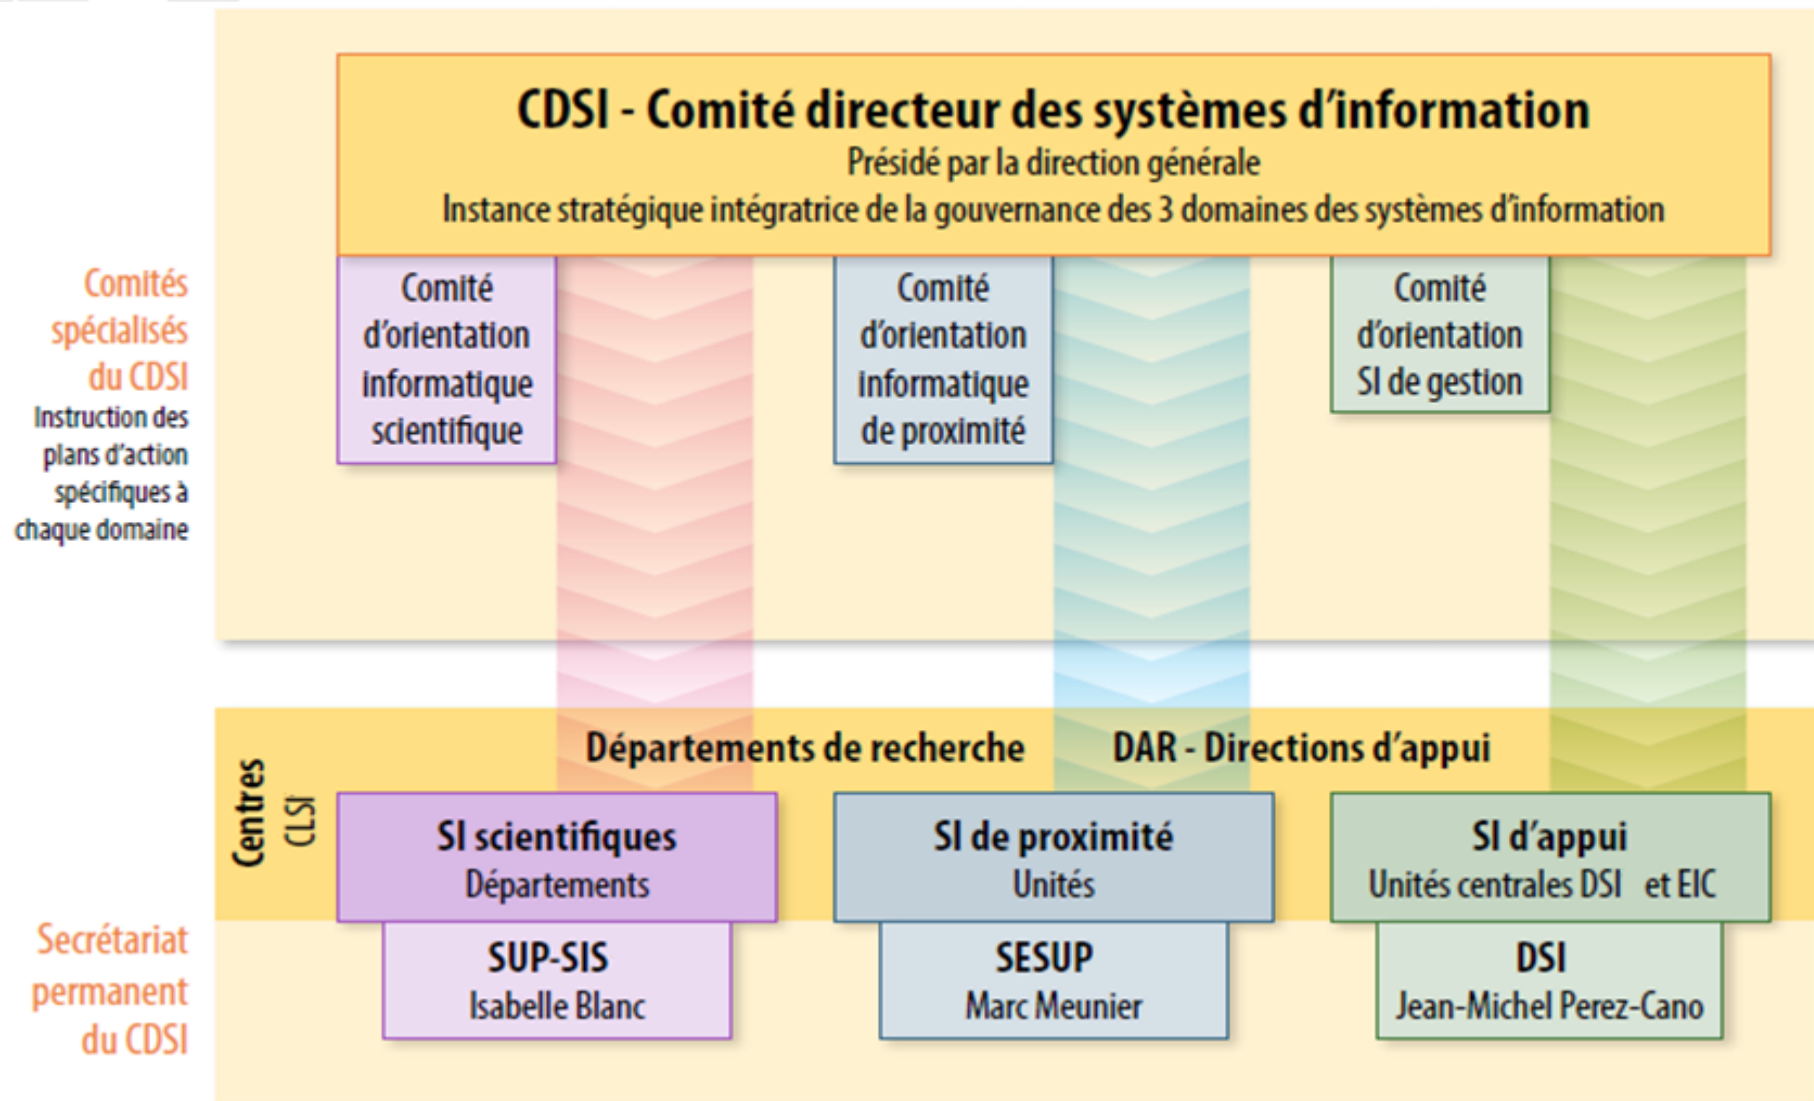 CDSI - Comité directeur des systèmes d’information
Présidé par la direction générale
Instance stratégique intégratrice de la gouvernance des 3 domaines des systèmes d’information
Comités
spécialisés
du CDSI
Instruction des
plans d’action
spécifiques à
chaque domaine
Comité
d’orientation
informatique
scientifique
Comité
d’orientation
informatique
de proximité
Comité
d’orientation
SI de gestion
Centres
CLSI
Départements de recherche
DAR - Directions d’appui
SI scientifiques
Départements
SI de proximité
Unités
SI d’appui
Unités centrales DSI et EIC
Secrétariat
permanent
du CDSI
SUP-SIS
Isabelle Blanc
SESUP
Marc Meunier
DSI
Jean-Michel Perez-Cano